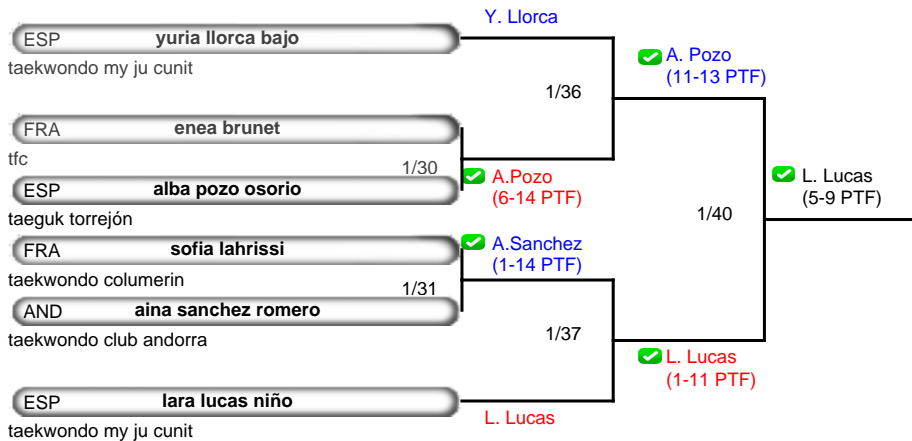 Y. Llorca
ESP yuria llorca bajo
taekwondo my ju cunit
A. Pozo
(11-13 PTF)
1/36
FRA enea brunet
tfc
1/30
ESP alba pozo osorio
taeguk torrejón
A.Pozo
(6-14 PTF)
L. Lucas
(5-9 PTF)
1/40
FRA sofia lahrissi
taekwondo columerin
A.Sanchez
(1-14 PTF)
1/31
AND aina sanchez romero
taekwondo club andorra
1/37
L. Lucas
(1-11 PTF)
ESP lara lucas niño
taekwondo my ju cunit
L. Lucas